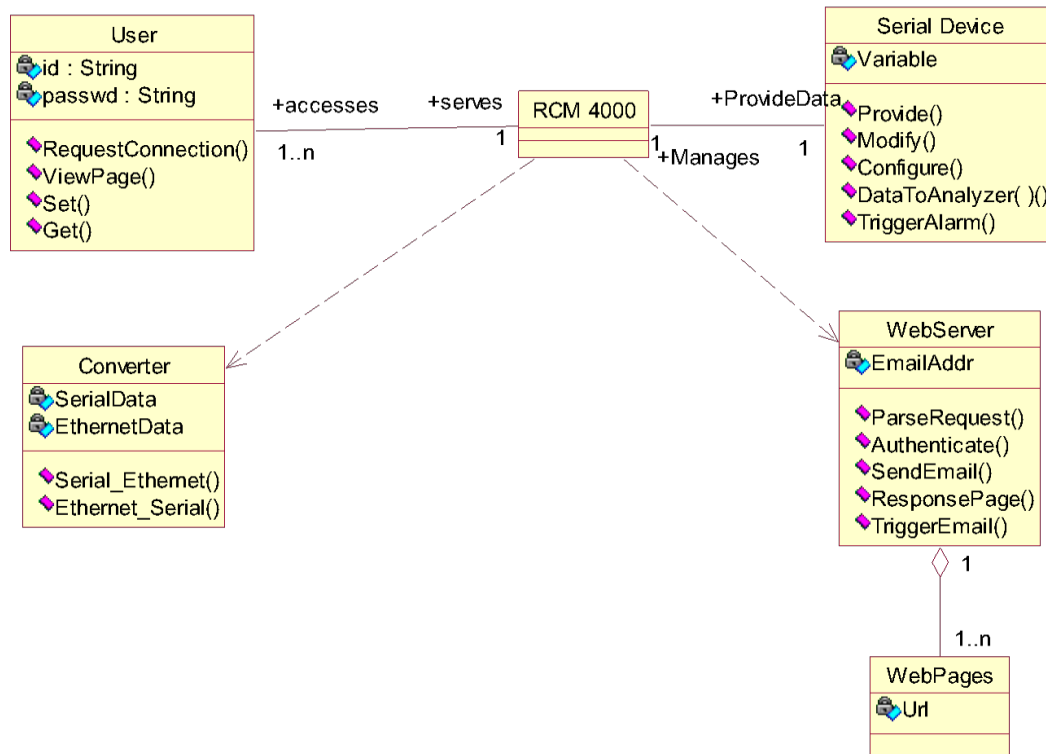 User
id : String
passwd : String
RequestConnection()
ViewPage()
Set()
Get()
+accesses
1..n
+serves
1
RCM 4000
1
+Manages
+ProvideData
1
Serial Device
Variable
Provide()
Modify()
Configure()
DataToAnalyzer( )()
TriggerAlarm()
Converter
SerialData
EthernetData
Serial_Ethernet()
Ethernet_Serial()
WebServer
EmailAddr
ParseRequest()
Authenticate()
SendEmail()
ResponsePage()
TriggerEmail()
1
1..n
WebPages
Url